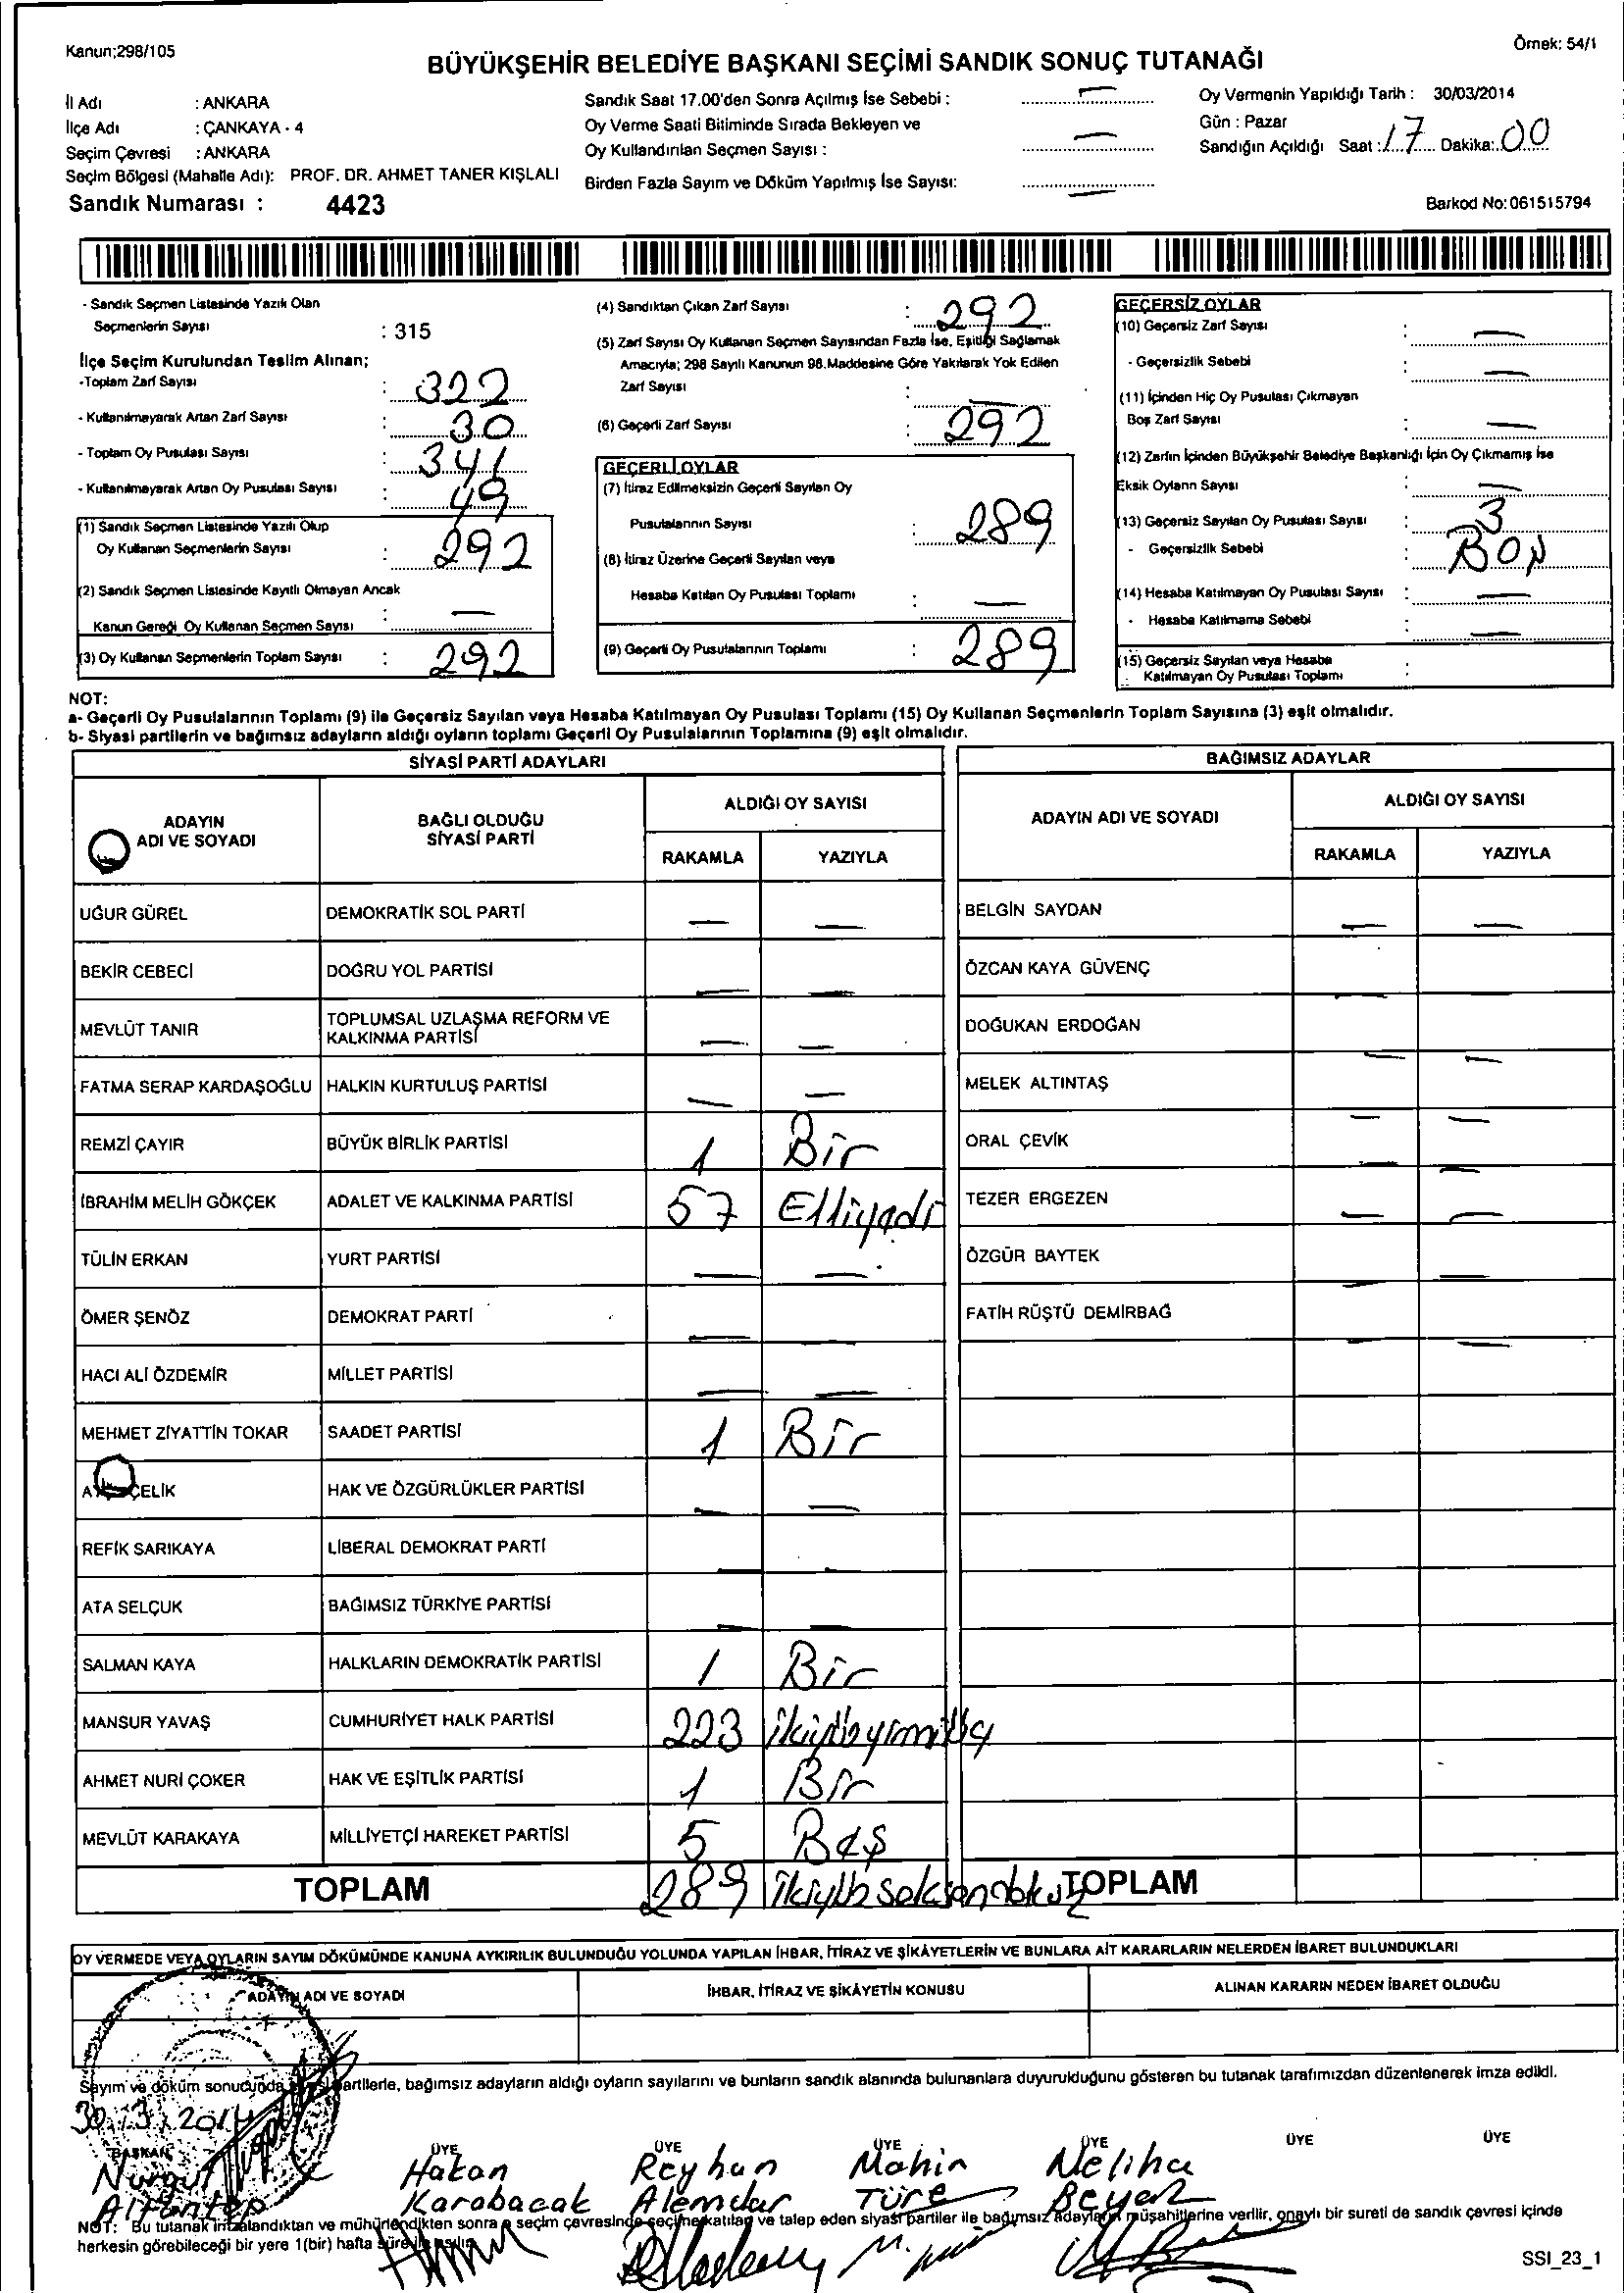 Kanun;298/105
Örnek: 54/1
BÜYÜKŞEHİR BELEDİYE BAŞKANI SEÇİMİ SANDIK SONUÇ TUTANAĞI
İl Adı : ANKARA
İlçe Adı : ÇANKAYA - 4
Seçim Çevresi : ANKARA
Seçim Bölgesi (Mahalle Adı): PROF. DR. AHMET TANER KIŞLALI
Sandık Numarası : 4423
Sandık Saat 17.00'den Sonra Açılmış İse Sebebi : —
Oy Verme Saati Bitiminde Sırada Bekleyen ve
Oy Kullandırılan Seçmen Sayısı : —
Birden Fazla Sayım ve Döküm Yapılmış İse Sayısı: —
Oy Vermenin Yapıldığı Tarih : 30/03/2014
Gün : Pazar
Sandığın Açıldığı Saat : 17 Dakika: 00
Barkod No: 061515794
- Sandık Seçmen Listesinde Yazılı Olan
Seçmenlerin Sayısı : 315
İlçe Seçim Kurulundan Teslim Alınan;
-Toplam Zarf Sayısı : 322
- Kullanılmayarak Artan Zarf Sayısı : 30
- Toplam Oy Pusulası Sayısı : 341
- Kullanılmayarak Artan Oy Pusulası Sayısı : 49
(1) Sandık Seçmen Listesinde Yazılı Olup
Oy Kullanan Seçmenlerin Sayısı : 292
(2) Sandık Seçmen Listesinde Kayıtlı Olmayan Ancak
Kanun Gereği Oy Kullanan Seçmen Sayısı : —
(3) Oy Kullanan Seçmenlerin Toplam Sayısı : 292
(4) Sandıktan Çıkan Zarf Sayısı : 292
(5) Zarf Sayısı Oy Kullanan Seçmen Sayısından Fazla İse, Eşitliği Sağlamak
Amacıyla; 298 Sayılı Kanunun 98.Maddesine Göre Yakılarak Yok Edilen
Zarf Sayısı : —
(6) Geçerli Zarf Sayısı : 292
GEÇERLİ OYLAR
(7) İtiraz Edilmeksizin Geçerli Sayılan Oy
Pusulalarının Sayısı : 289
(8) İtiraz Üzerine Geçerli Sayılan veya
Hesaba Katılan Oy Pusulası Toplamı : —
(9) Geçerli Oy Pusulalarının Toplamı : 289
GEÇERSİZ OYLAR
(10) Geçersiz Zarf Sayısı : —
- Geçersizlik Sebebi : —
(11) İçinden Hiç Oy Pusulası Çıkmayan
Boş Zarf Sayısı : —
(12) Zarfın İçinden Büyükşehir Belediye Başkanlığı İçin Oy Çıkmamış İse
Eksik Oyların Sayısı : —
(13) Geçersiz Sayılan Oy Pusulası Sayısı : 3
- Geçersizlik Sebebi : Boş
(14) Hesaba Katılmayan Oy Pusulası Sayısı : —
- Hesaba Katılmama Sebebi : —
(15) Geçersiz Sayılan veya Hesaba
Katılmayan Oy Pusulası Toplamı :
NOT:
a- Geçerli Oy Pusulalarının Toplamı (9) ile Geçersiz Sayılan veya Hesaba Katılmayan Oy Pusulası Toplamı (15) Oy Kullanan Seçmenlerin Toplam Sayısına (3) eşit olmalıdır.
b- Siyasi partilerin ve bağımsız adayların aldığı oyların toplamı Geçerli Oy Pusulalarının Toplamına (9) eşit olmalıdır.
SİYASİ PARTİ ADAYLARI
ADAYIN ADI VE SOYADI
BAĞLI OLDUĞU SİYASİ PARTİ
ALDIĞI OY SAYISI
RAKAMLA YAZIYLA
UĞUR GÜREL DEMOKRATİK SOL PARTİ — —
BEKİR CEBECİ DOĞRU YOL PARTİSİ — —
MEVLÜT TANIR TOPLUMSAL UZLAŞMA REFORM VE KALKINMA PARTİSİ — —
FATMA SERAP KARDAŞOĞLU HALKIN KURTULUŞ PARTİSİ — —
REMZİ ÇAYIR BÜYÜK BİRLİK PARTİSİ 1 Bir
İBRAHİM MELİH GÖKÇEK ADALET VE KALKINMA PARTİSİ 57 Elliyedi
TÜLİN ERKAN YURT PARTİSİ — —
ÖMER ŞENÖZ DEMOKRAT PARTİ — —
HACI ALİ ÖZDEMİR MİLLET PARTİSİ — —
MEHMET ZİYATTİN TOKAR SAADET PARTİSİ 1 Bir
ÇELİK HAK VE ÖZGÜRLÜKLER PARTİSİ — —
REFİK SARIKAYA LİBERAL DEMOKRAT PARTİ — —
ATA SELÇUK BAĞIMSIZ TÜRKİYE PARTİSİ — —
SALMAN KAYA HALKLARIN DEMOKRATİK PARTİSİ 1 Bir
MANSUR YAVAŞ CUMHURİYET HALK PARTİSİ 223 ikiyüzyirmiüç
AHMET NURİ ÇOKER HAK VE EŞİTLİK PARTİSİ 1 Bir
MEVLÜT KARAKAYA MİLLİYETÇİ HAREKET PARTİSİ 5 Beş
TOPLAM 289 ikiyüzseksendokuz
BAĞIMSIZ ADAYLAR
ADAYIN ADI VE SOYADI
ALDIĞI OY SAYISI
RAKAMLA YAZIYLA
BELGİN SAYDAN — —
ÖZCAN KAYA GÜVENÇ — —
DOĞUKAN ERDOĞAN — —
MELEK ALTINTAŞ — —
ORAL ÇEVİK — —
TEZER ERGEZEN — —
ÖZGÜR BAYTEK — —
FATİH RÜŞTÜ DEMİRBAĞ — —
TOPLAM
OY VERMEDE VEYA OYLARIN SAYIM DÖKÜMÜNDE KANUNA AYKIRILIK BULUNDUĞU YOLUNDA YAPILAN İHBAR, İTİRAZ VE ŞİKÂYETLERİN VE BUNLARA AİT KARARLARIN NELERDEN İBARET BULUNDUKLARI
ADAYIN ADI VE SOYADI
İHBAR, İTİRAZ VE ŞİKÂYETİN KONUSU
ALINAN KARARIN NEDEN İBARET OLDUĞU
Sayım ve döküm sonucunda siyasi partilerle, bağımsız adayların aldığı oyların sayılarını ve bunların sandık alanında bulunanlara duyurulduğunu gösteren bu tutanak tarafımızdan düzenlenerek imza edildi.
30.3.2014
BAŞKAN ÜYE ÜYE ÜYE ÜYE ÜYE ÜYE
Nurgül Hakan Reyhan Mahir Meliha
Altıntep Karabacak Alemdar Türe Beyaz
NOT: Bu tutanak imzalandıktan ve mühürlendikten sonra o seçim çevresinde seçime katılan ve talep eden siyasi partiler ile bağımsız adayların müşahitlerine verilir, onaylı bir sureti de sandık çevresi içinde
herkesin görebileceği bir yere 1(bir) hafta süre ile asılır.
SSI_23_1